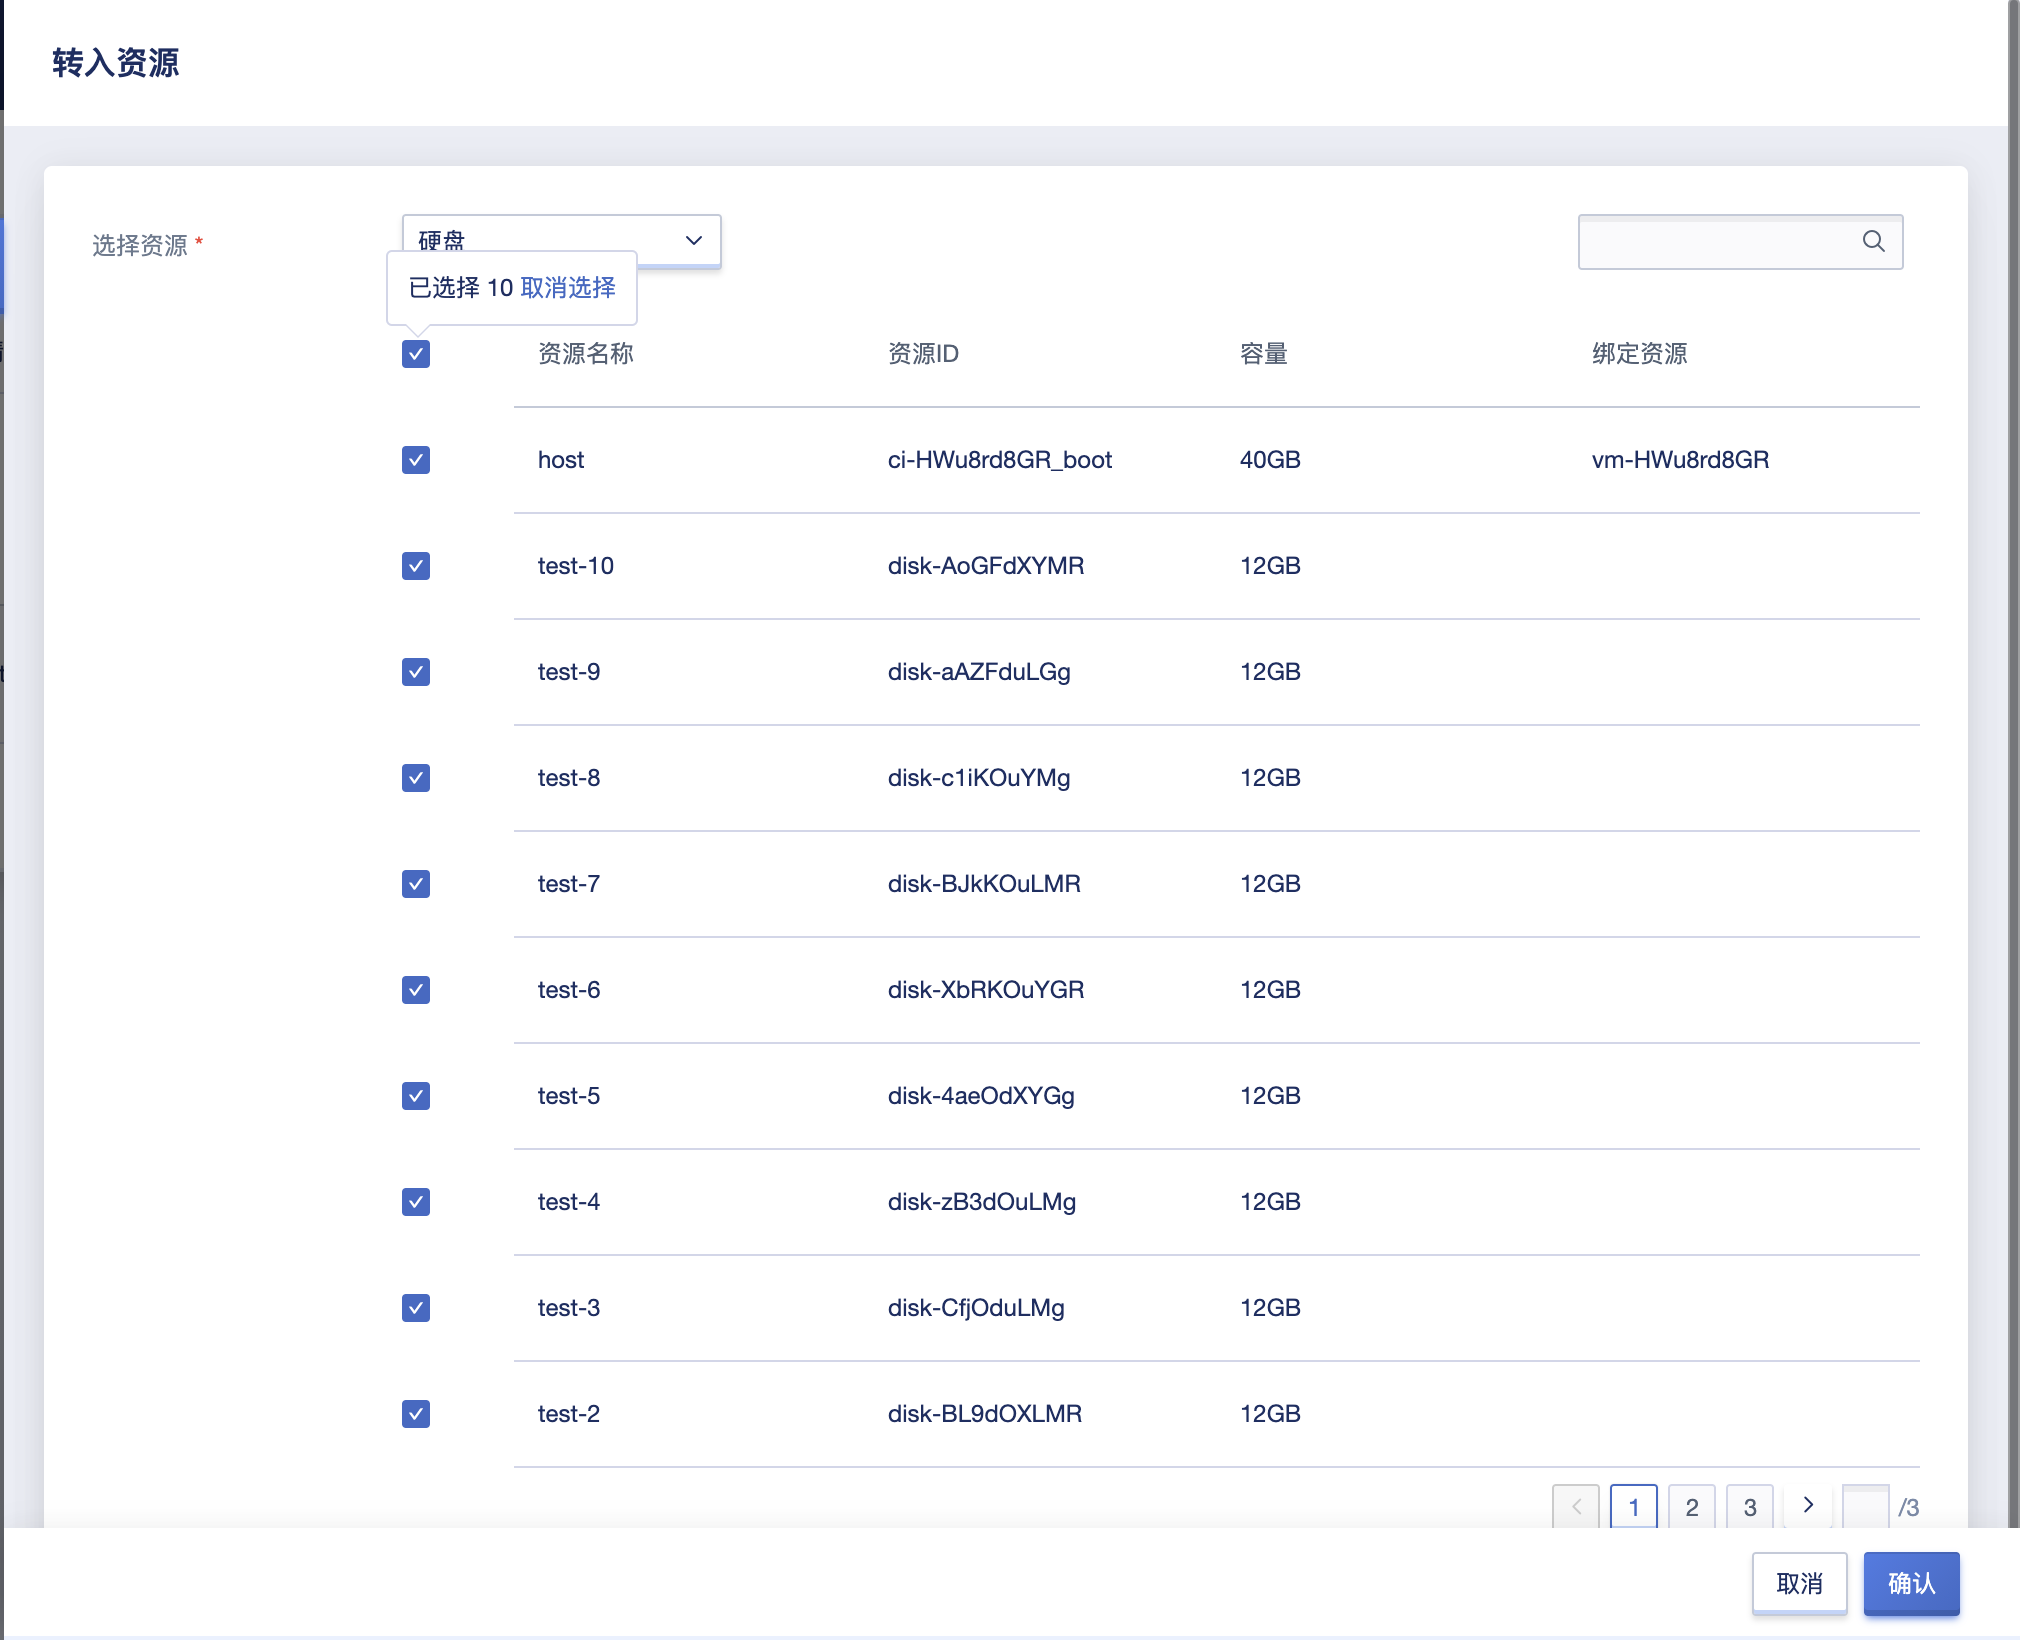 转入资源
选择资源 *
硬盘
已选择 10 取消选择
资源名称 资源ID 容量 绑定资源
host ci-HWu8rd8GR_boot 40GB vm-HWu8rd8GR
test-10 disk-AoGFdXYMR 12GB
test-9 disk-aAZFduLGg 12GB
test-8 disk-c1iKOuYMg 12GB
test-7 disk-BJkKOuLMR 12GB
test-6 disk-XbRKOuYGR 12GB
test-5 disk-4aeOdXYGg 12GB
test-4 disk-zB3dOuLMg 12GB
test-3 disk-CfjOduLMg 12GB
test-2 disk-BL9dOXLMR 12GB
1 2 3 /3
取消 确认